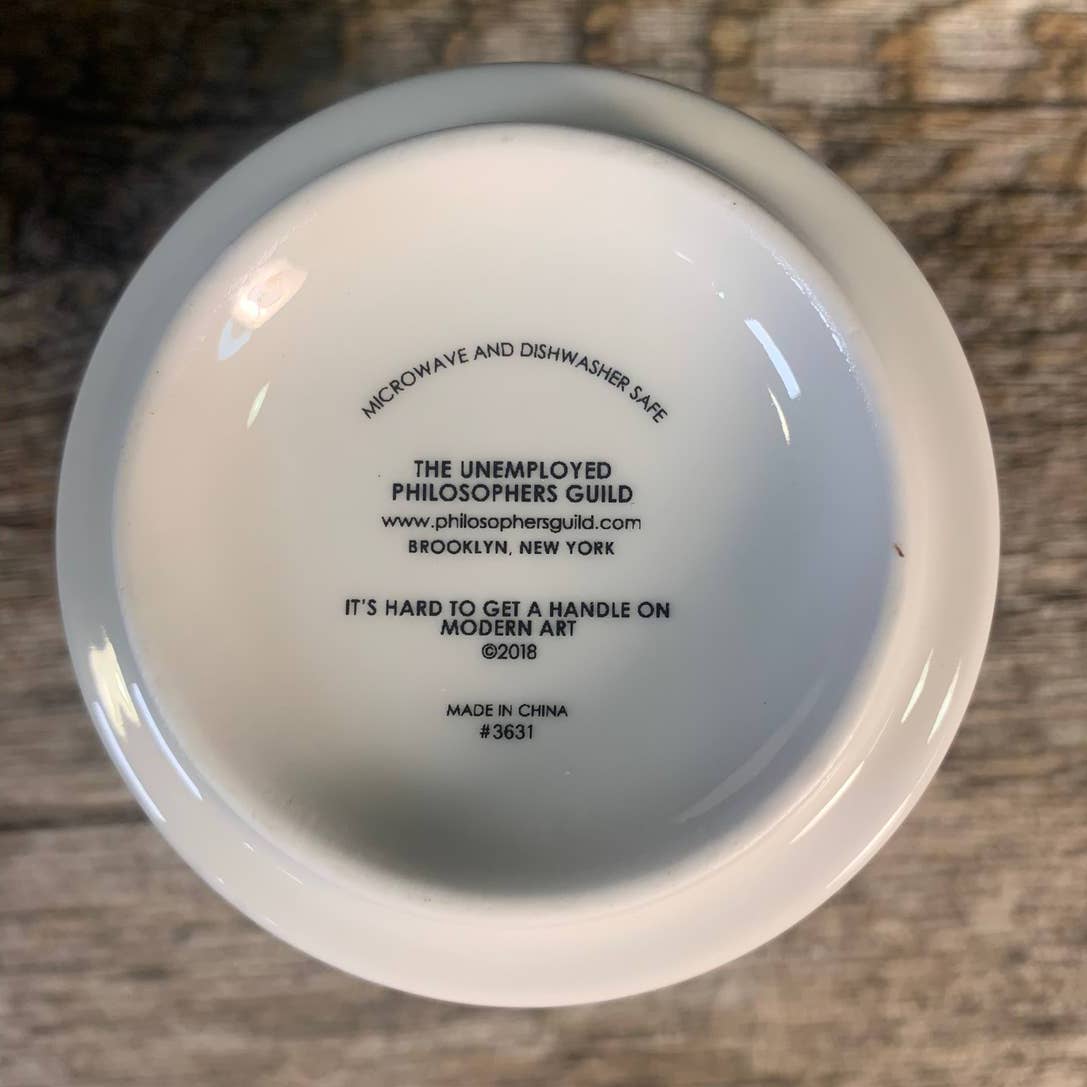 MICROWAVE AND DISHWASHER SAFE
THE UNEMPLOYED
PHILOSOPHERS GUILD
www.philosophersguild.com
BROOKLYN, NEW YORK
IT'S HARD TO GET A HANDLE ON
MODERN ART
©2018
MADE IN CHINA
#3631